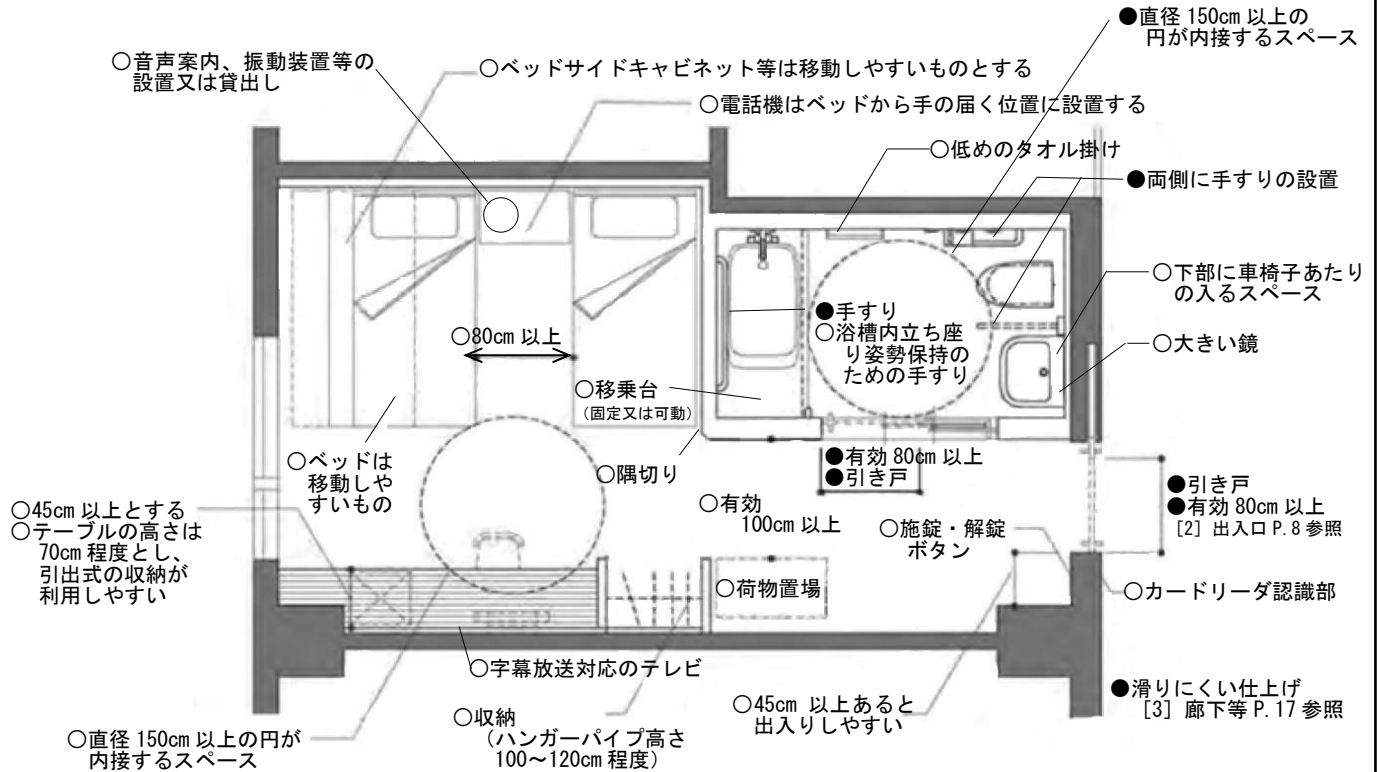 ●直径 150cm 以上の
円が内接するスペース
○音声案内、振動装置等の
設置又は貸出し
○ベッドサイドキャビネット等は移動しやすいものとする
○電話機はベッドから手の届く位置に設置する
○低めのタオル掛け
●両側に手すりの設置
○下部に車椅子あたり
の入るスペース
○大きい鏡
●手すり
○浴槽内立ち座
り姿勢保持の
ための手すり
○80cm 以上
○移乗台
（固定又は可動）
○ベッドは
移動しや
すいもの
○隅切り
●有効 80cm 以上
●引き戸
●引き戸
●有効 80cm 以上
[2] 出入口 P.8 参照
○45cm 以上とする
○テーブルの高さは
70cm 程度とし、
引出式の収納が
利用しやすい
○有効
100cm 以上
○施錠・解錠
ボタン
○荷物置場
○カードリーダ認識部
○字幕放送対応のテレビ
●滑りにくい仕上げ
[3] 廊下等 P.17 参照
○45cm 以上あると
出入りしやすい
○収納
（ハンガーパイプ高さ
100～120cm 程度）
○直径 150cm 以上の円が
内接するスペース